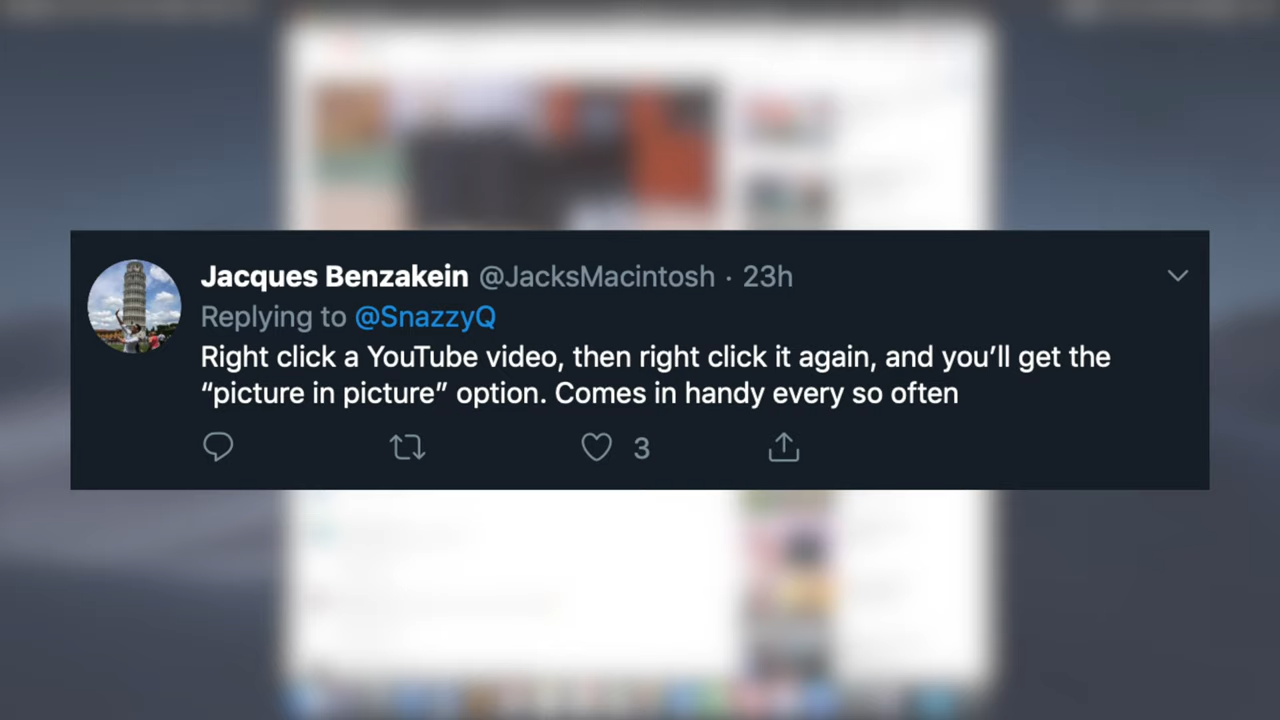 Jacques Benzakein @JacksMacintosh · 23h
Replying to @SnazzyQ
Right click a YouTube video, then right click it again, and you’ll get the
“picture in picture” option. Comes in handy every so often
3